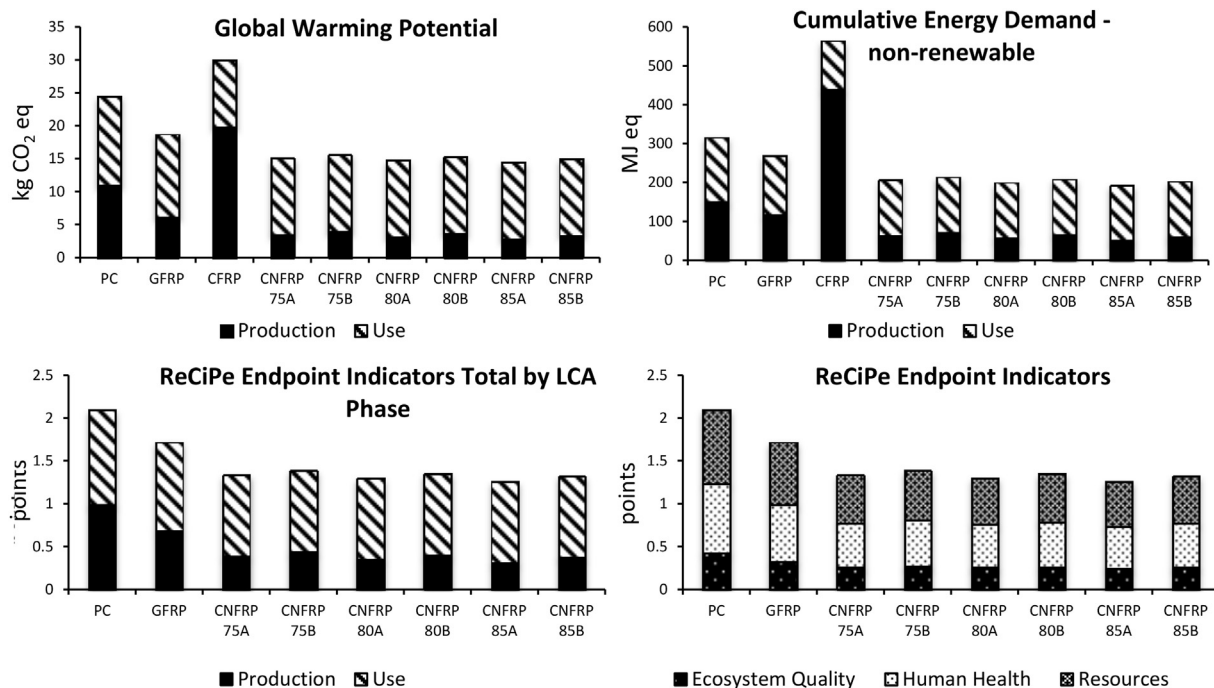 Global Warming Potential
kg CO₂ eq
35
30
25
20
15
10
5
0
PC GFRP CFRP CNFRP CNFRP CNFRP CNFRP CNFRP CNFRP
75A 75B 80A 80B 85A 85B
Production Use
Cumulative Energy Demand -
non-renewable
MJ eq
600
500
400
300
200
100
0
PC GFRP CFRP CNFRP CNFRP CNFRP CNFRP CNFRP CNFRP
75A 75B 80A 80B 85A 85B
Production Use
ReCiPe Endpoint Indicators Total by LCA
Phase
points
2.5
2
1.5
1
0.5
0
PC GFRP CNFRP CNFRP CNFRP CNFRP CNFRP CNFRP
75A 75B 80A 80B 85A 85B
Production Use
ReCiPe Endpoint Indicators
points
2.5
2
1.5
1
0.5
0
PC GFRP CNFRP CNFRP CNFRP CNFRP CNFRP CNFRP
75A 75B 80A 80B 85A 85B
Ecosystem Quality Human Health Resources